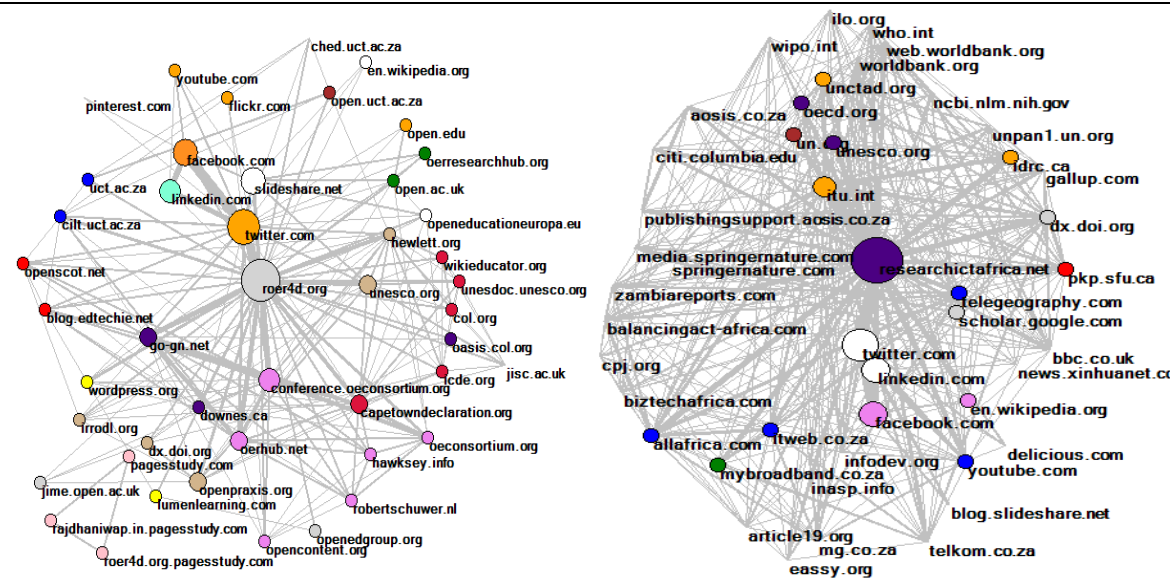 ched.uct.ac.za
en.wikipedia.org
youtube.com
flickr.com
open.uct.ac.za
pinterest.com
open.edu
facebook.com
oerresearchhub.org
uct.ac.za
linkedin.com
slideshare.net
open.ac.uk
cilt.uct.ac.za
twitter.com
openeducationeuropa.eu
hewlett.org
wikieducator.org
openscot.net
roer4d.org
unesco.org
unesdoc.unesco.org
blog.edtechie.net
col.org
go-gn.net
oasis.col.org
icde.org
jisc.ac.uk
wordpress.org
conference.oeconsortium.org
downes.ca
capetowndeclaration.org
irrodl.org
oerhub.net
oeconsortium.org
dx.doi.org
pagesstudy.com
hawksey.info
jime.open.ac.uk
openpraxis.org
lumenlearning.com
robertschuwer.nl
rajdhaniwap.in.pagesstudy.com
openedgroup.org
opencontent.org
roer4d.org.pagesstudy.com
ilo.org
who.int
wipo.int
web.worldbank.org
worldbank.org
unctad.org
ncbi.nlm.nih.gov
oecd.org
aosis.co.za
unpan1.un.org
un.org
unesco.org
citi.columbia.edu
idrc.ca
gallup.com
itu.int
publishingsupport.aosis.co.za
dx.doi.org
media.springernature.com
springernature.com
researchictafrica.net
pkp.sfu.ca
zambiareports.com
telegeography.com
scholar.google.com
balancingact-africa.com
twitter.com
bbc.co.uk
cpj.org
linkedin.com
news.xinhuanet.co
biztechafrica.com
en.wikipedia.org
facebook.com
allafrica.com
itweb.co.za
delicious.com
infodev.org
mybroadband.co.za
youtube.com
inasp.info
blog.slideshare.net
article19.org
mg.co.za
telkom.co.za
eassy.org